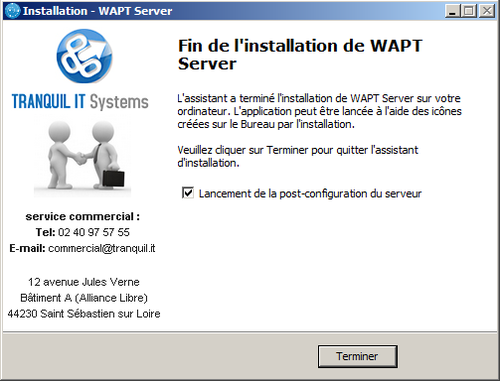 Installation - WAPT Server
Fin de l'installation de WAPT
Server
TRANQUIL IT Systems
L'assistant a terminé l'installation de WAPT Server sur votre
ordinateur. L'application peut être lancée à l'aide des icônes
créées sur le Bureau par l'installation.
Veuillez cliquer sur Terminer pour quitter l'assistant
d'installation.
Lancement de la post-configuration du serveur
service commercial :
Tel: 02 40 97 57 55
E-mail: commercial@tranquil.it
12 avenue Jules Verne
Bâtiment A (Alliance Libre)
44230 Saint Sébastien sur Loire
Terminer